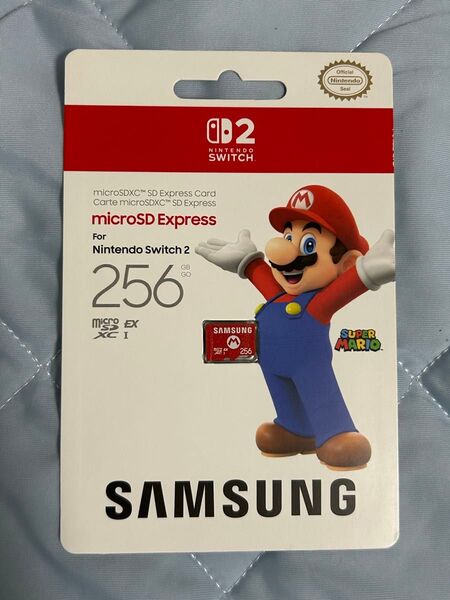 Official
Nintendo
Seal
2
NINTENDO
SWITCH
microSDXC™ SD Express Card
Carte microSDXC™ SD Express
microSD Express
For
Nintendo Switch 2
256 GB
GO
micro
SD
XC EX
I
SAMSUNG
M
256
SUPER
MARIO
SAMSUNG